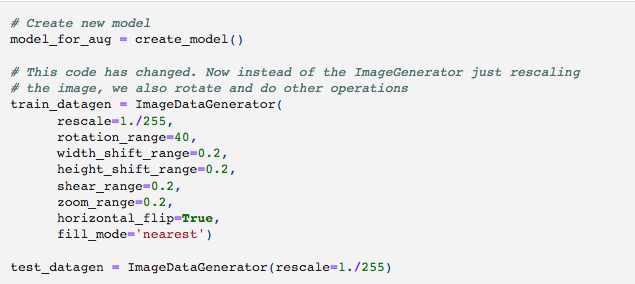 # Create new model
model_for_aug = create_model()
# This code has changed. Now instead of the ImageGenerator just rescaling
# the image, we also rotate and do other operations
train_datagen = ImageDataGenerator(
rescale=1./255,
rotation_range=40,
width_shift_range=0.2,
height_shift_range=0.2,
shear_range=0.2,
zoom_range=0.2,
horizontal_flip=True,
fill_mode='nearest')
test_datagen = ImageDataGenerator(rescale=1./255)